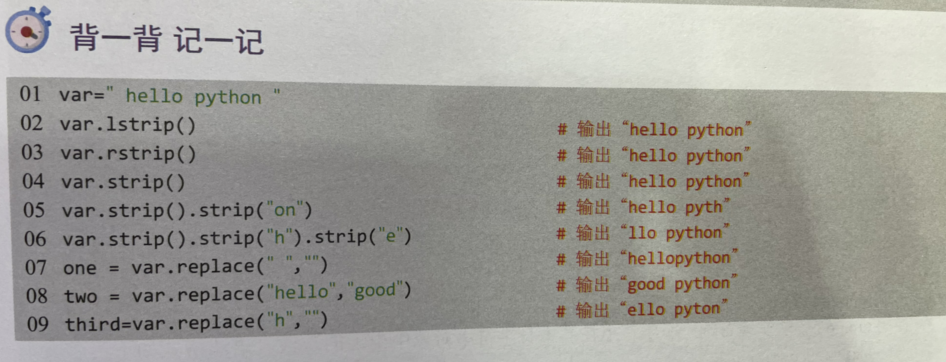 背一背 记一记
01 var=" hello python "
02 var.lstrip() # 输出 “hello python”
03 var.rstrip() # 输出 “hello python”
04 var.strip() # 输出 “hello python”
05 var.strip().strip("on") # 输出 “hello pyth”
06 var.strip().strip("h").strip("e") # 输出 “llo python”
07 one = var.replace(" ","") # 输出 “hellopython”
08 two = var.replace("hello","good") # 输出 “good python”
09 third=var.replace("h","") # 输出 “ello pyton”